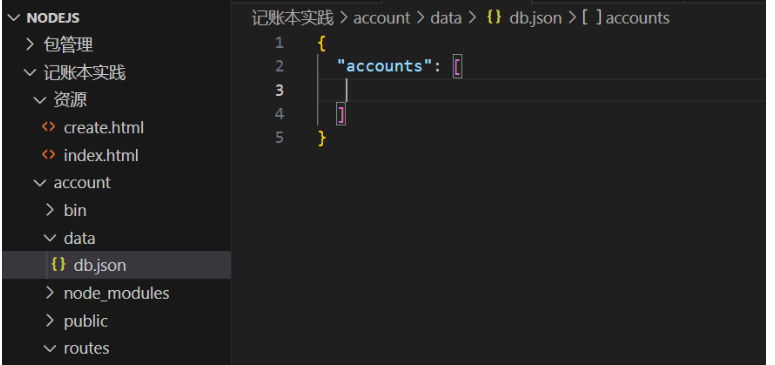 NODEJS
包管理
记账本实践
资源
<> create.html
<> index.html
account
bin
data
{} db.json
node_modules
public
routes
记账本实践 > account > data > {} db.json > [ ] accounts
1 {
2 "accounts": [
3
4 ]
5 }